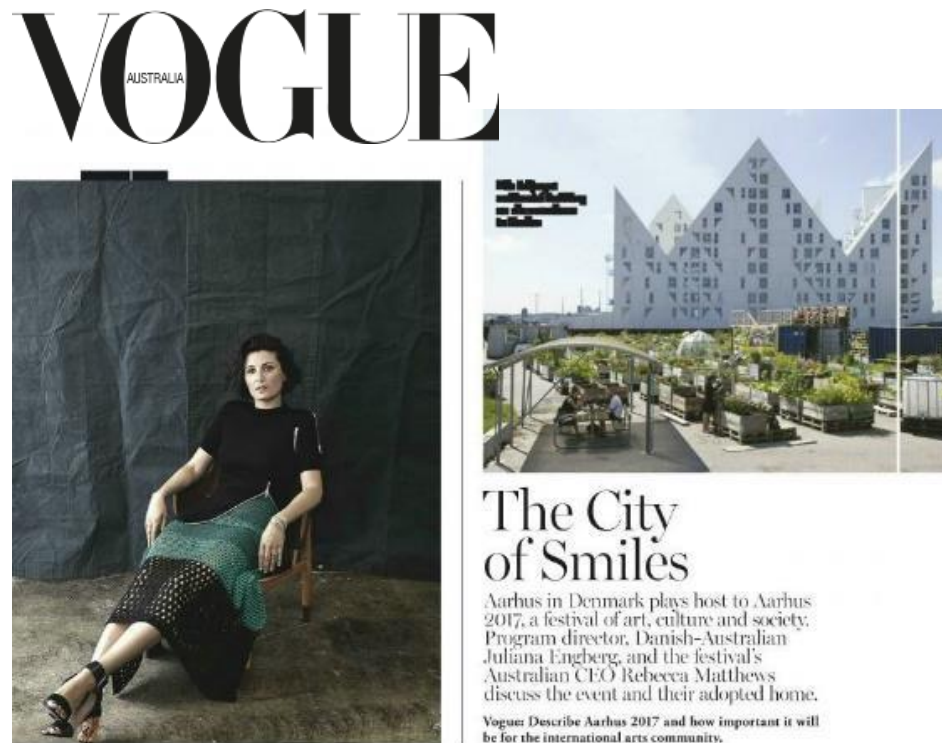 VOGUE
AUSTRALIA
The City
of Smiles
Aarhus in Denmark plays host to Aarhus
2017, a festival of art, culture and society.
Program director, Danish-Australian
Juliana Engberg, and the festival's
Australian CEO Rebecca Matthews
discuss the event and their adopted home.
Vogue: Describe Aarhus 2017 and how important it will
be for the international arts community.